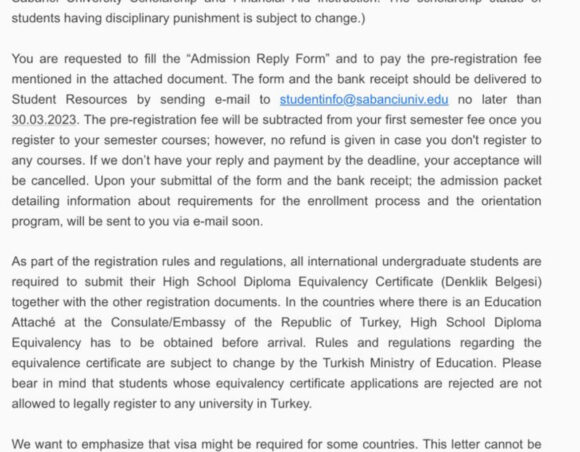 Sabancı University Scholarship and Financial Aid Instruction. The scholarship status of
students having disciplinary punishment is subject to change.)
You are requested to fill the “Admission Reply Form” and to pay the pre-registration fee
mentioned in the attached document. The form and the bank receipt should be delivered to
Student Resources by sending e-mail to studentinfo@sabanciuniv.edu no later than
30.03.2023. The pre-registration fee will be subtracted from your first semester fee once you
register to your semester courses; however, no refund is given in case you don't register to
any courses. If we don’t have your reply and payment by the deadline, your acceptance will
be cancelled. Upon your submittal of the form and the bank receipt; the admission packet
detailing information about requirements for the enrollment process and the orientation
program, will be sent to you via e-mail soon.
As part of the registration rules and regulations, all international undergraduate students are
required to submit their High School Diploma Equivalency Certificate (Denklik Belgesi)
together with the other registration documents. In the countries where there is an Education
Attaché at the Consulate/Embassy of the Republic of Turkey, High School Diploma
Equivalency has to be obtained before arrival. Rules and regulations regarding the
equivalence certificate are subject to change by the Turkish Ministry of Education. Please
bear in mind that students whose equivalency certificate applications are rejected are not
allowed to legally register to any university in Turkey.
We want to emphasize that visa might be required for some countries. This letter cannot be